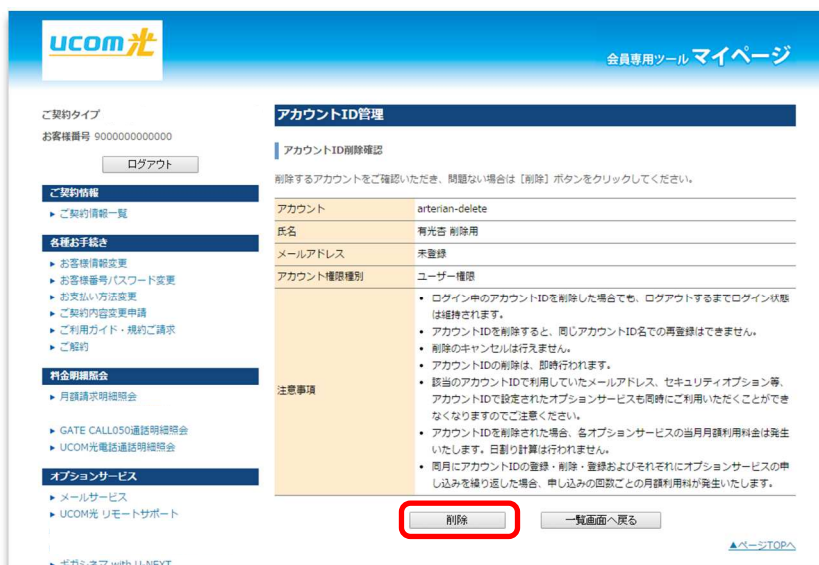 ucom光
会員専用ツール マイページ
ご契約タイプ
お客様番号 9000000000000
ログアウト
ご契約情報
▶ ご契約情報一覧
各種お手続き
▶ お客様情報変更
▶ お客様番号パスワード変更
▶ お支払い方法変更
▶ ご契約内容変更申請
▶ ご利用ガイド・規約ご請求
▶ ご解約
料金明細照会
▶ 月額請求明細照会
▶ GATE CALL050通話明細照会
▶ UCOM光電話通話明細照会
オプションサービス
▶ メールサービス
▶ UCOM光 リモートサポート
▶ ギガシネマ with U-NEXT
アカウントID管理
アカウントID削除確認
削除するアカウントをご確認いただき、問題ない場合は［削除］ボタンをクリックしてください。
アカウント arterian-delete
氏名 有光杏 削除用
メールアドレス 未登録
アカウント権限種別 ユーザー権限
注意事項
• ログイン中のアカウントIDを削除した場合でも、ログアウトするまでログイン状態
は維持されます。
• アカウントIDを削除すると、同じアカウントID名での再登録はできません。
• 削除のキャンセルは行えません。
• アカウントIDの削除は、即時行われます。
• 該当のアカウントIDで利用していたメールアドレス、セキュリティオプション等、
アカウントIDで設定されたオプションサービスも同時にご利用いただくことができ
なくなりますのでご注意ください。
• アカウントIDを削除された場合、各オプションサービスの当月月額利用料金は発生
いたします。日割り計算は行われません。
• 同月にアカウントIDの登録・削除・登録およびそれぞれにオプションサービスの申
し込みを繰り返した場合、申し込みの回数ごとの月額利用料が発生いたします。
削除
一覧画面へ戻る
▲ページTOPへ